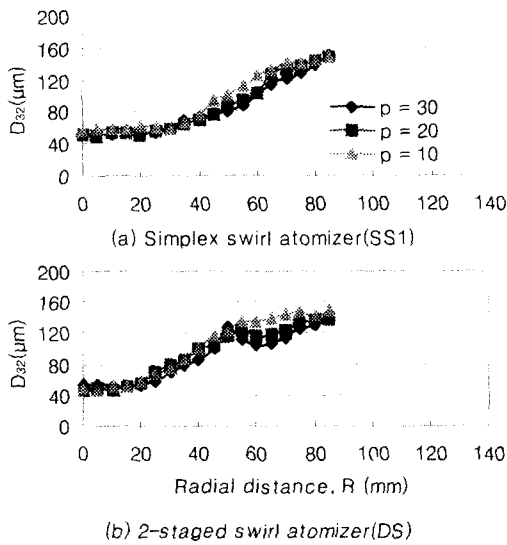 200
160
120
80
40
0
D32(μm)
p = 30
p = 20
p = 10
0 20 40 60 80 100 120 140
(a) Simplex swirl atomizer(SS1)
200
160
120
80
40
0
D32(μm)
0 20 40 60 80 100 120 140
Radial distance, R (mm)
(b) 2-staged swirl atomizer(DS)